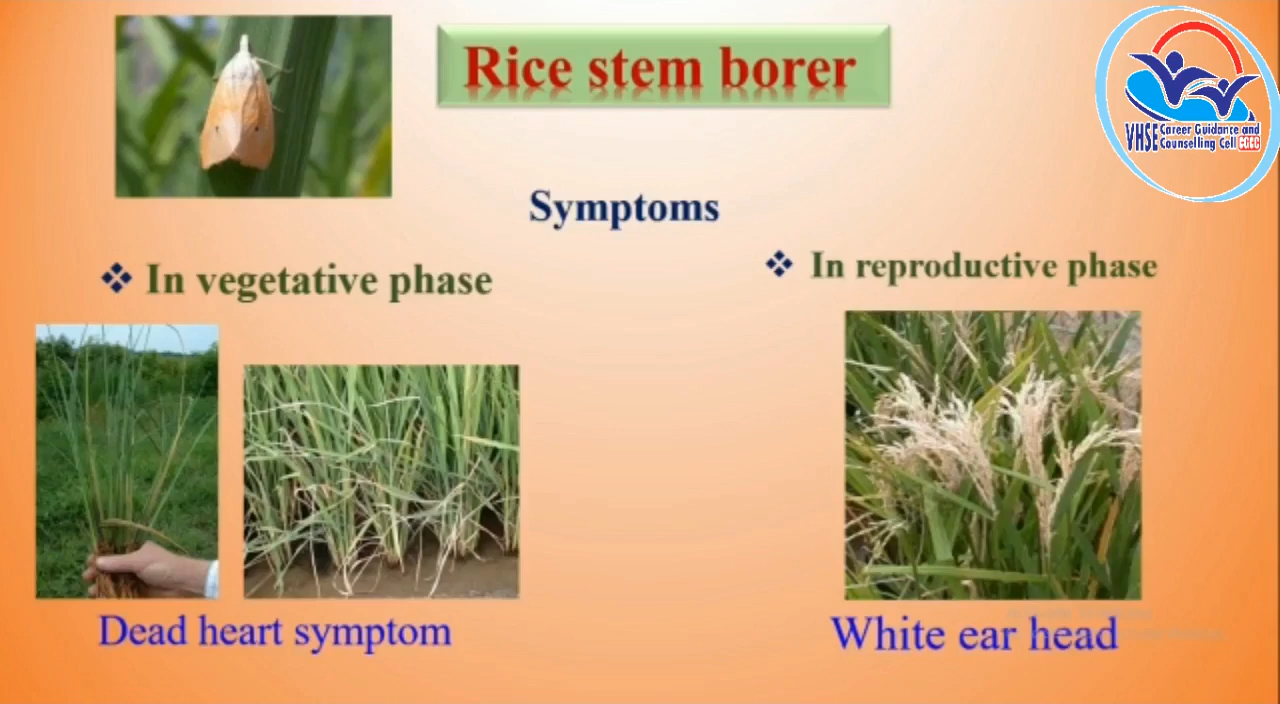 Rice stem borer
VHSE Career Guidance and
Counselling Cell CGCC
Symptoms
❖ In vegetative phase
❖ In reproductive phase
Dead heart symptom
White ear head